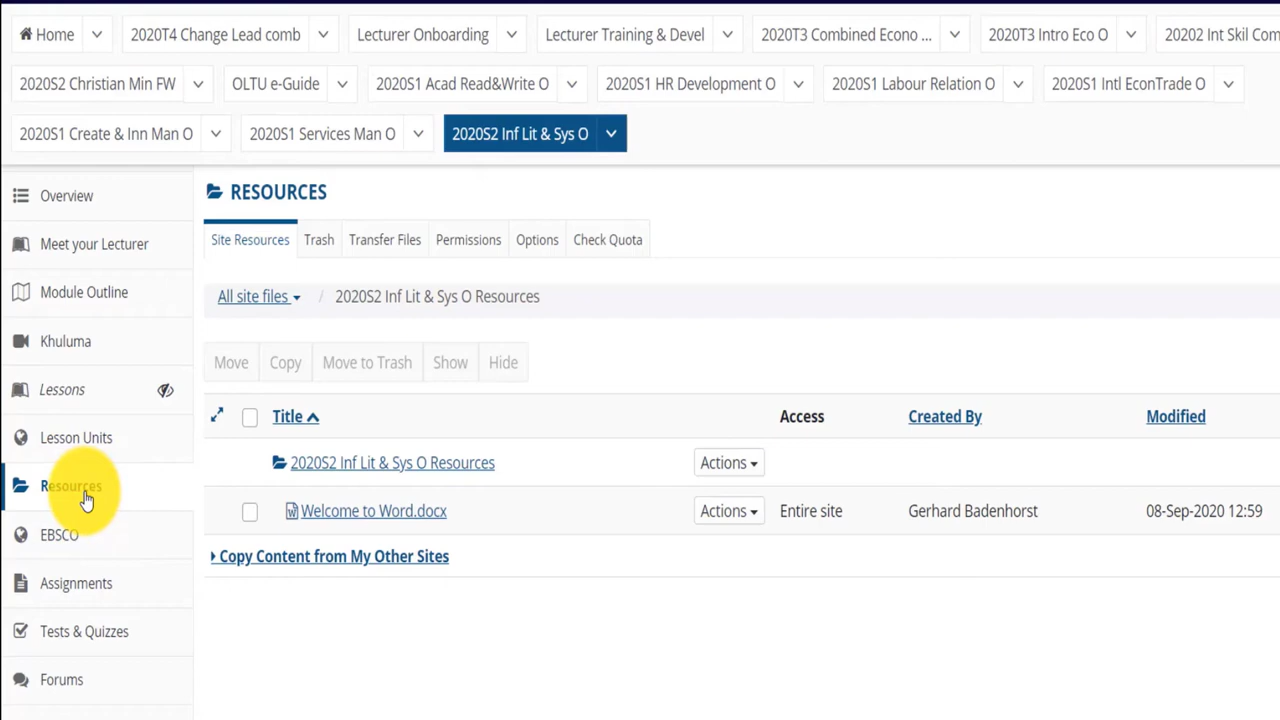 Home 2020T4 Change Lead comb Lecturer Onboarding Lecturer Training & Devel 2020T3 Combined Econo ... 2020T3 Intro Eco O 20202 Int Skil Com
2020S2 Christian Min FW OLTU e-Guide 2020S1 Acad Read&Write O 2020S1 HR Development O 2020S1 Labour Relation O 2020S1 Intl EconTrade O
2020S1 Create & Inn Man O 2020S1 Services Man O 2020S2 Inf Lit & Sys O
Overview
Meet your Lecturer
Module Outline
Khuluma
Lessons
Lesson Units
Resources
EBSCO
Assignments
Tests & Quizzes
Forums
RESOURCES
Site Resources Trash Transfer Files Permissions Options Check Quota
All site files / 2020S2 Inf Lit & Sys O Resources
Move Copy Move to Trash Show Hide
Title Access Created By Modified
2020S2 Inf Lit & Sys O Resources Actions
Welcome to Word.docx Actions Entire site Gerhard Badenhorst 08-Sep-2020 12:59
Copy Content from My Other Sites